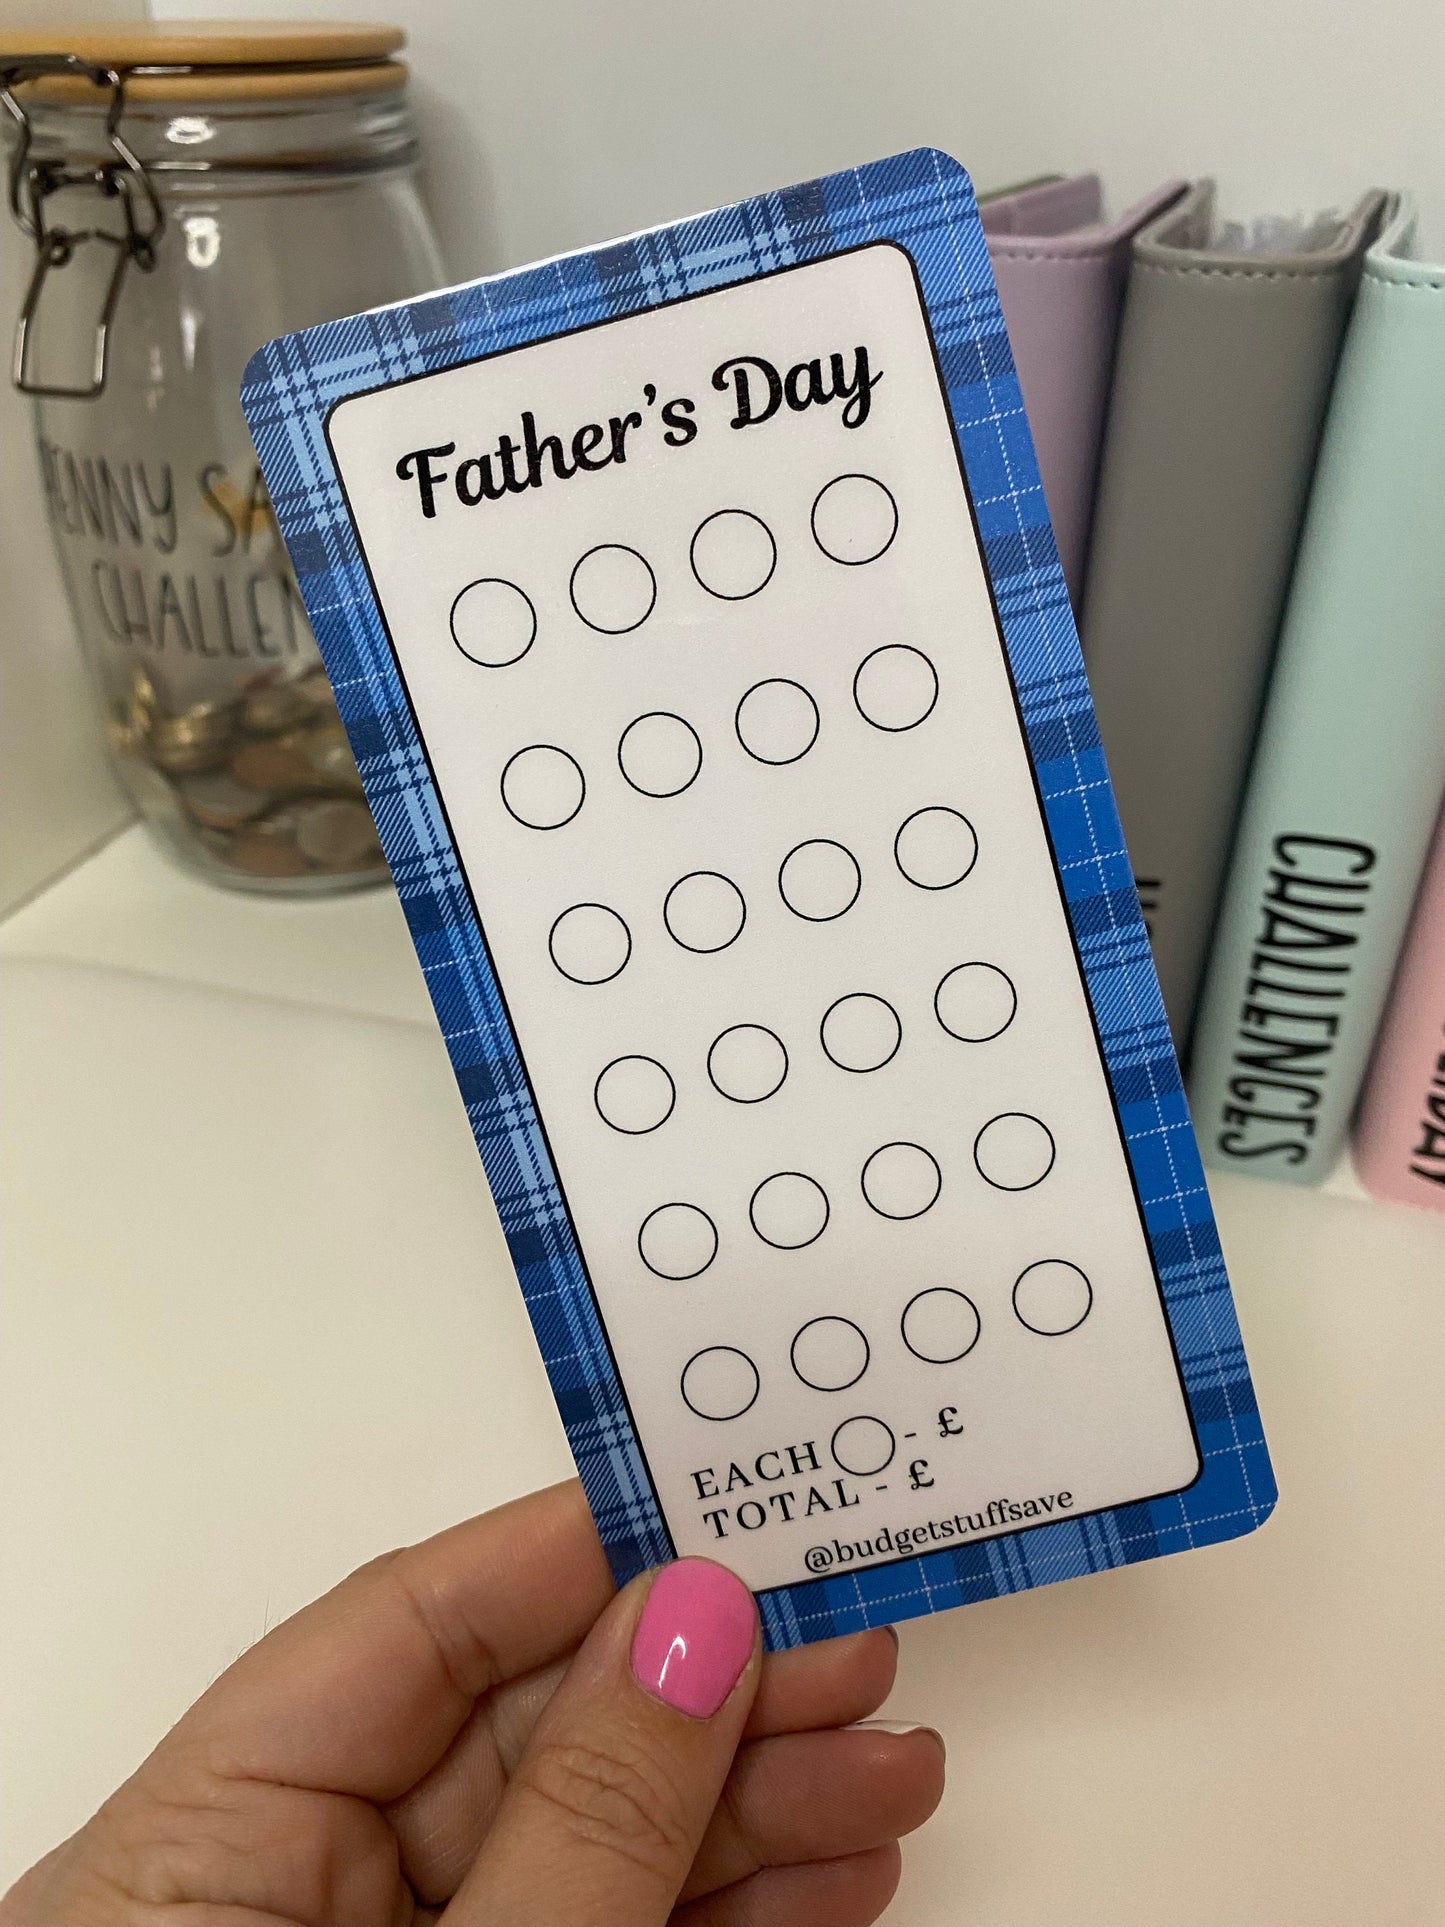 Father's Day
EACH - £
TOTAL - £
@budgetstuffsave
CHALLENGES